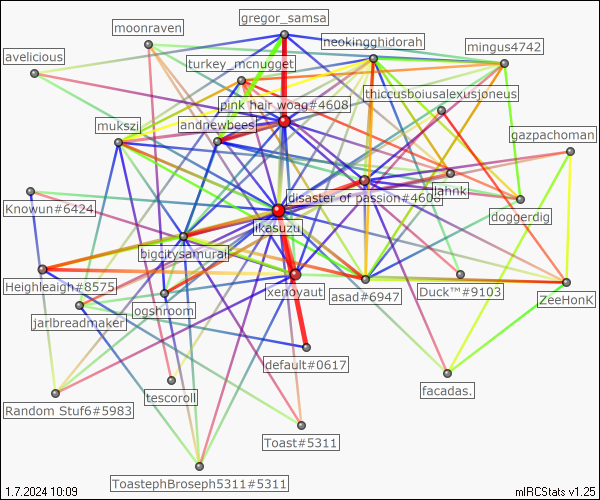 gregor_samsa
moonraven
neokingghidorah
mingus4742
avelicious
turkey_mcnugget
thiccusboiusalexusjoneus
pink hair woag#4608
mukszi
andnewbees
gazpachoman
Knowun#6424
disaster of passion#4608
lahnk
doggerdig
ikasuzu
bigcitysamurai
Heighleaigh#8575
xenoyaut
asad#6947
Duck™#9103
ZeeHonk
ogshroom
jarlbreadmaker
default#0617
facadas.
tescoroll
Random Stuf6#5983
Toast#5311
ToastephBroseph5311#5311
1.7.2024 10:09
mIRCStats v1.25